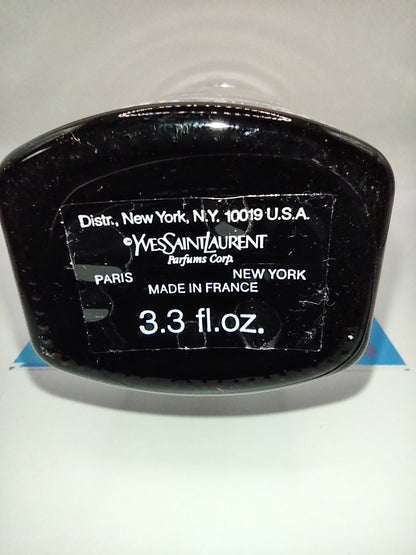 Distr., New York, N.Y. 10019 U.S.A.
© YVESSAINTLAURENT
Parfums Corp.
PARIS NEW YORK
MADE IN FRANCE
3.3 fl.oz.